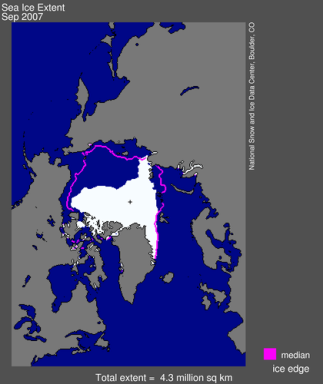 Sea Ice Extent
Sep 2007
National Snow and Ice Data Center, Boulder, CO
median
ice edge
Total extent = 4.3 million sq km